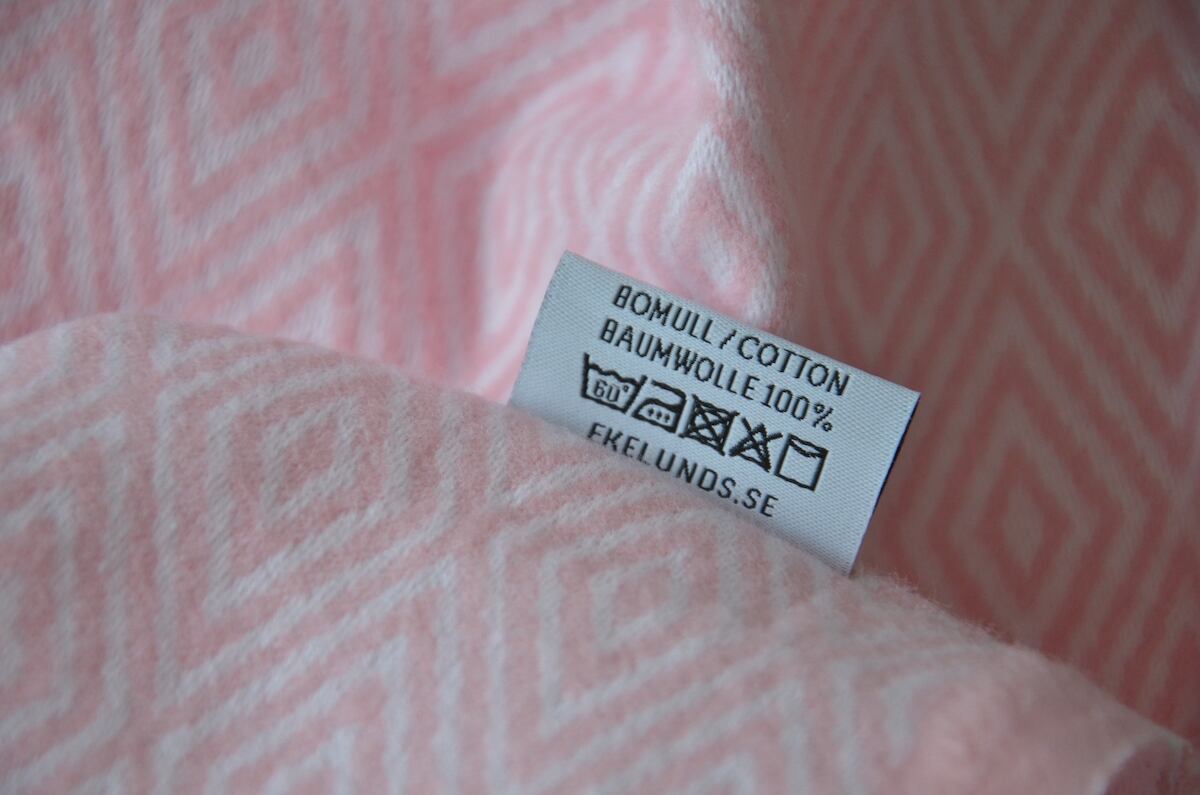 BOMULL / COTTON
BAUMWOLLE 100%
60°
EKELUNDS.SE